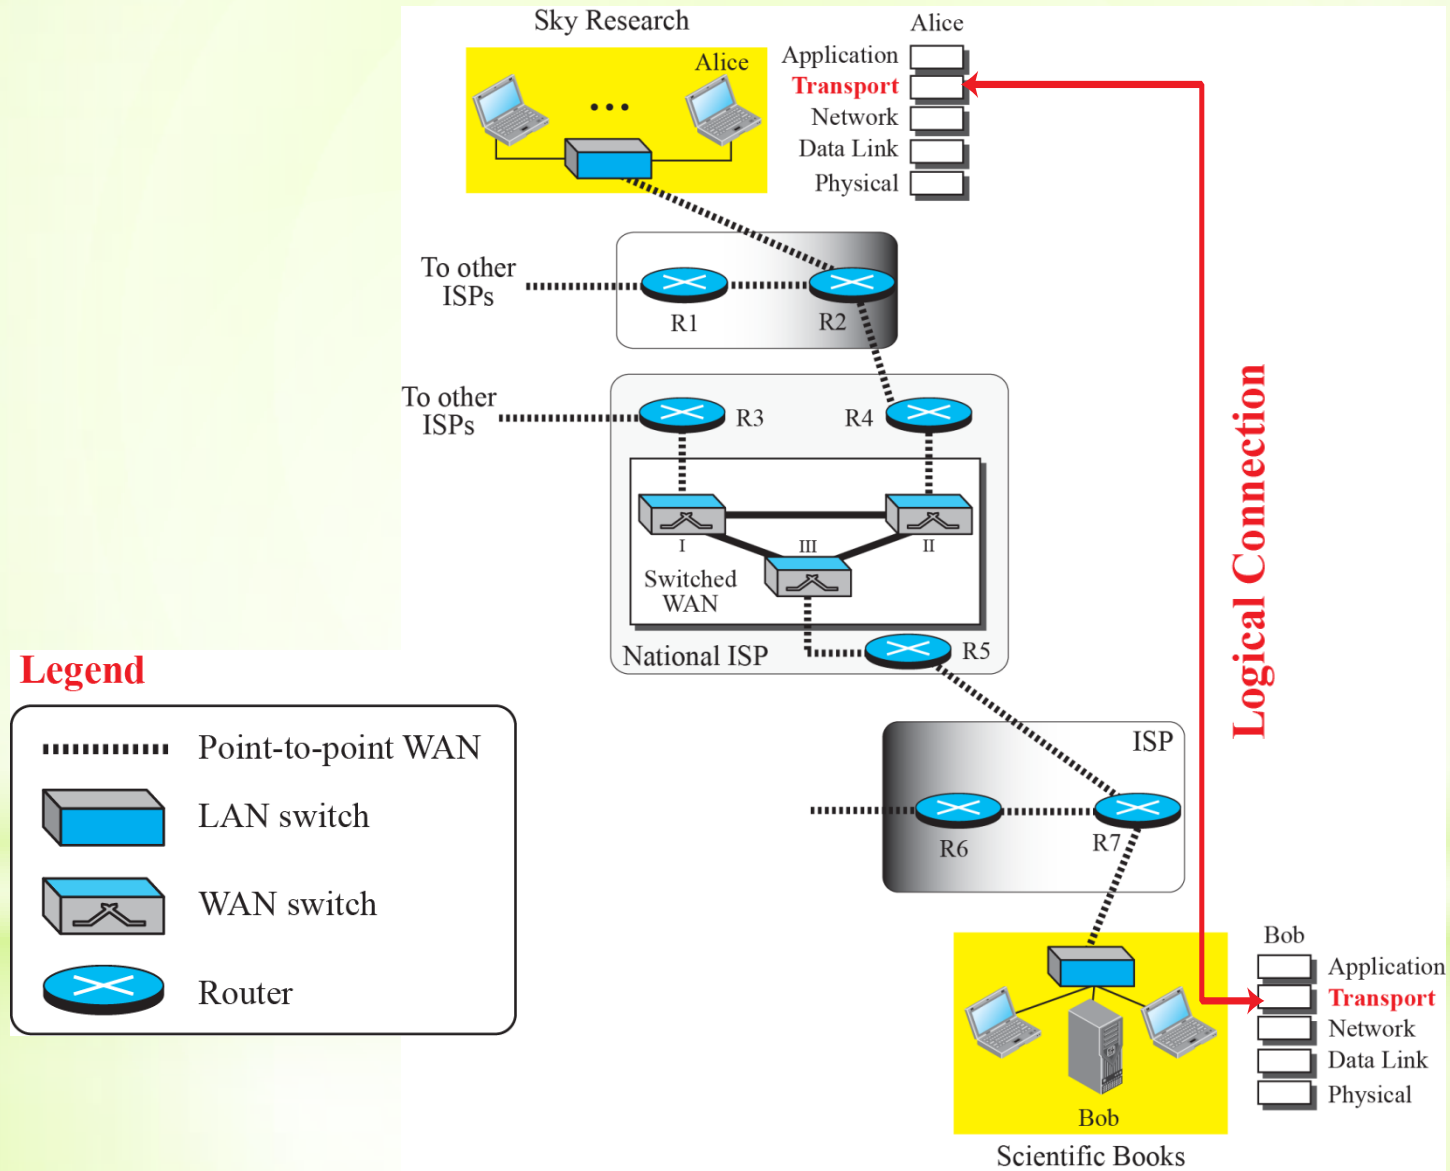 Sky Research
Alice
Alice
Application
Transport
Network
Data Link
Physical
To other
ISPs
R1
R2
To other
ISPs
R3
R4
I
III
II
Switched
WAN
National ISP
R5
Logical Connection
Legend
Point-to-point WAN
LAN switch
WAN switch
Router
ISP
R6
R7
Bob
Application
Transport
Network
Data Link
Physical
Bob
Scientific Books